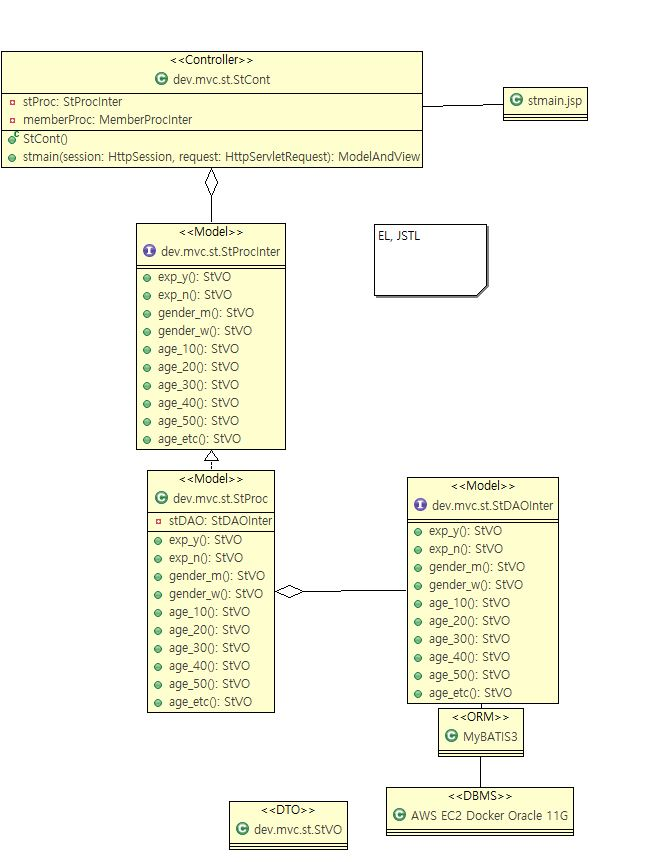 <<Controller>>
dev.mvc.st.StCont
stProc: StProcInter
memberProc: MemberProcInter
StCont()
stmain(session: HttpSession, request: HttpServletRequest): ModelAndView
stmain.jsp
<<Model>>
dev.mvc.st.StProcInter
exp_y(): StVO
exp_n(): StVO
gender_m(): StVO
gender_w(): StVO
age_10(): StVO
age_20(): StVO
age_30(): StVO
age_40(): StVO
age_50(): StVO
age_etc(): StVO
EL, JSTL
<<Model>>
dev.mvc.st.StProc
stDAO: StDAOInter
exp_y(): StVO
exp_n(): StVO
gender_m(): StVO
gender_w(): StVO
age_10(): StVO
age_20(): StVO
age_30(): StVO
age_40(): StVO
age_50(): StVO
age_etc(): StVO
<<Model>>
dev.mvc.st.StDAOInter
exp_y(): StVO
exp_n(): StVO
gender_m(): StVO
gender_w(): StVO
age_10(): StVO
age_20(): StVO
age_30(): StVO
age_40(): StVO
age_50(): StVO
age_etc(): StVO
<<ORM>>
MyBATIS3
<<DBMS>>
AWS EC2 Docker Oracle 11G
<<DTO>>
dev.mvc.st.StVO